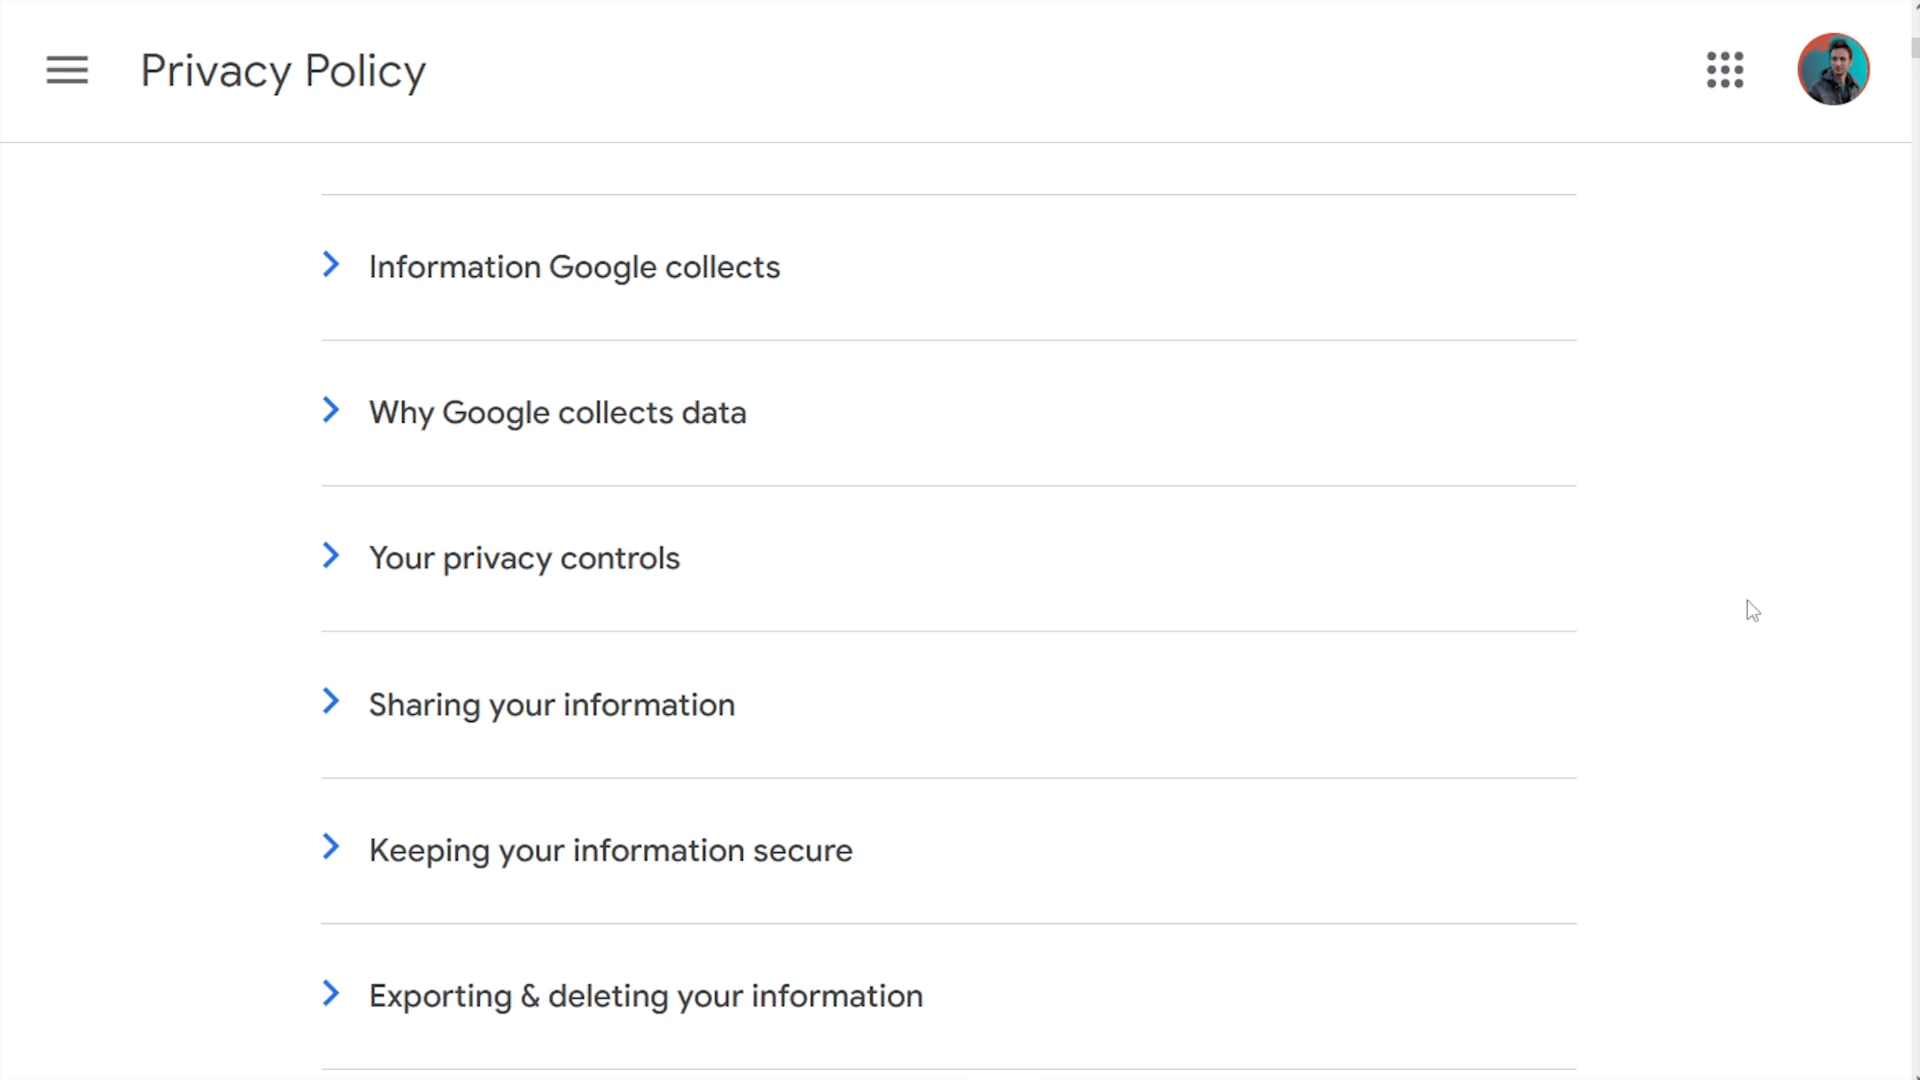 Privacy Policy
Information Google collects
Why Google collects data
Your privacy controls
Sharing your information
Keeping your information secure
Exporting & deleting your information